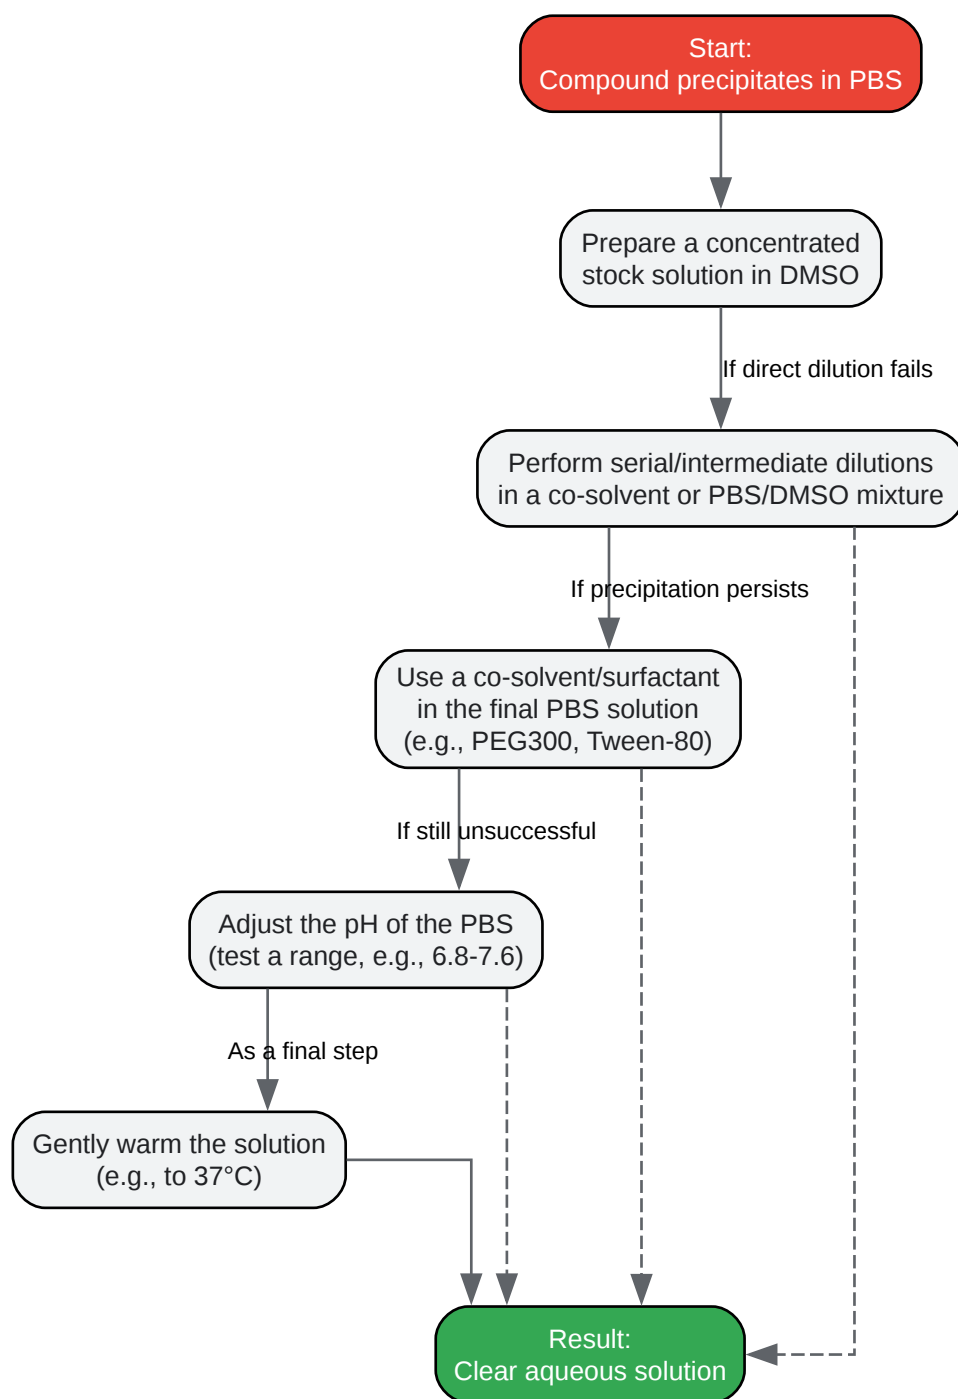 Start:
Compound precipitates in PBS
Prepare a concentrated
stock solution in DMSO
If direct dilution fails
Perform serial/intermediate dilutions
in a co-solvent or PBS/DMSO mixture
If precipitation persists
Use a co-solvent/surfactant
in the final PBS solution
(e.g., PEG300, Tween-80)
If still unsuccessful
Adjust the pH of the PBS
(test a range, e.g., 6.8-7.6)
As a final step
Gently warm the solution
(e.g., to 37°C)
Result:
Clear aqueous solution